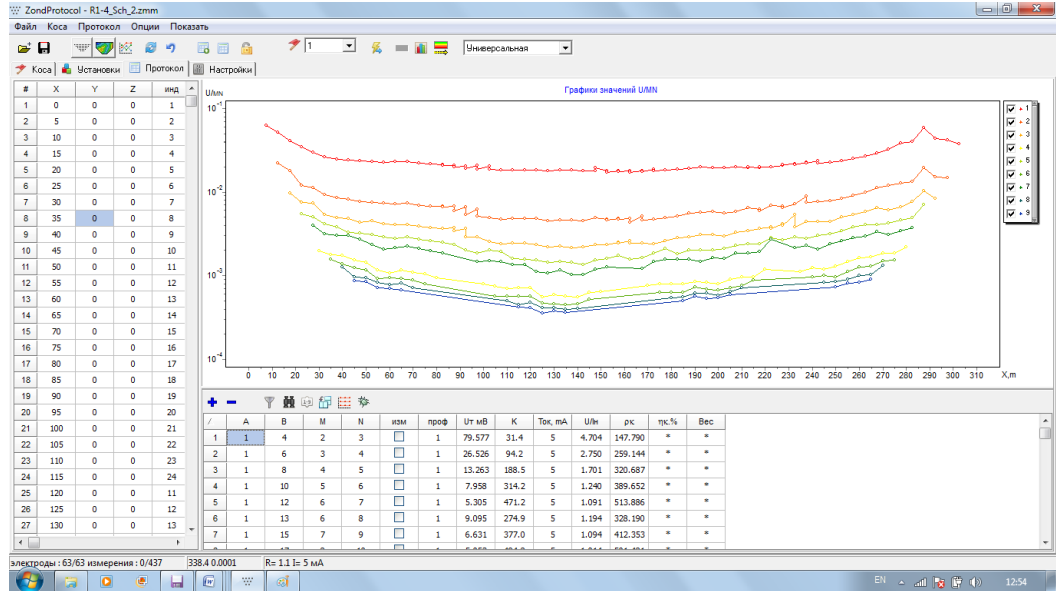 ZondProtocol - R1-4_Sch_2.zmm
Файл Коса Протокол Опции Показать
1 Универсальная
Коса Установки Протокол Настройки
# X Y Z инд
1 0 0 0 1
2 5 0 0 2
3 10 0 0 3
4 15 0 0 4
5 20 0 0 5
6 25 0 0 6
7 30 0 0 7
8 35 0 0 8
9 40 0 0 9
10 45 0 0 10
11 50 0 0 11
12 55 0 0 12
13 60 0 0 13
14 65 0 0 14
15 70 0 0 15
16 75 0 0 16
17 80 0 0 17
18 85 0 0 18
19 90 0 0 19
20 95 0 0 20
21 100 0 0 21
22 105 0 0 22
23 110 0 0 23
24 115 0 0 24
25 120 0 0 11
26 125 0 0 12
27 130 0 0 13
Графики значений U/MN
U/MN
10-1
10-2
10-3
10-4
0 10 20 30 40 50 60 70 80 90 100 110 120 130 140 150 160 170 180 190 200 210 220 230 240 250 260 270 280 290 300 310 X,m
1
2
3
4
5
6
7
8
9
/ A B M N изм проф Uт мВ K Ток, mA U/Iн ρк ηк.% Вес
1 1 4 2 3 1 79.577 31.4 5 4.704 147.790 * *
2 1 6 3 4 1 26.526 94.2 5 2.750 259.144 * *
3 1 8 4 5 1 13.263 188.5 5 1.701 320.687 * *
4 1 10 5 6 1 7.958 314.2 5 1.240 389.652 * *
5 1 12 6 7 1 5.305 471.2 5 1.091 513.886 * *
6 1 13 6 8 1 9.095 274.9 5 1.194 328.190 * *
7 1 15 7 9 1 6.631 377.0 5 1.094 412.353 * *
электроды : 63/63 измерения : 0/437 338.4 0.0001 R= 1.1 I= 5 мА
EN 12:54